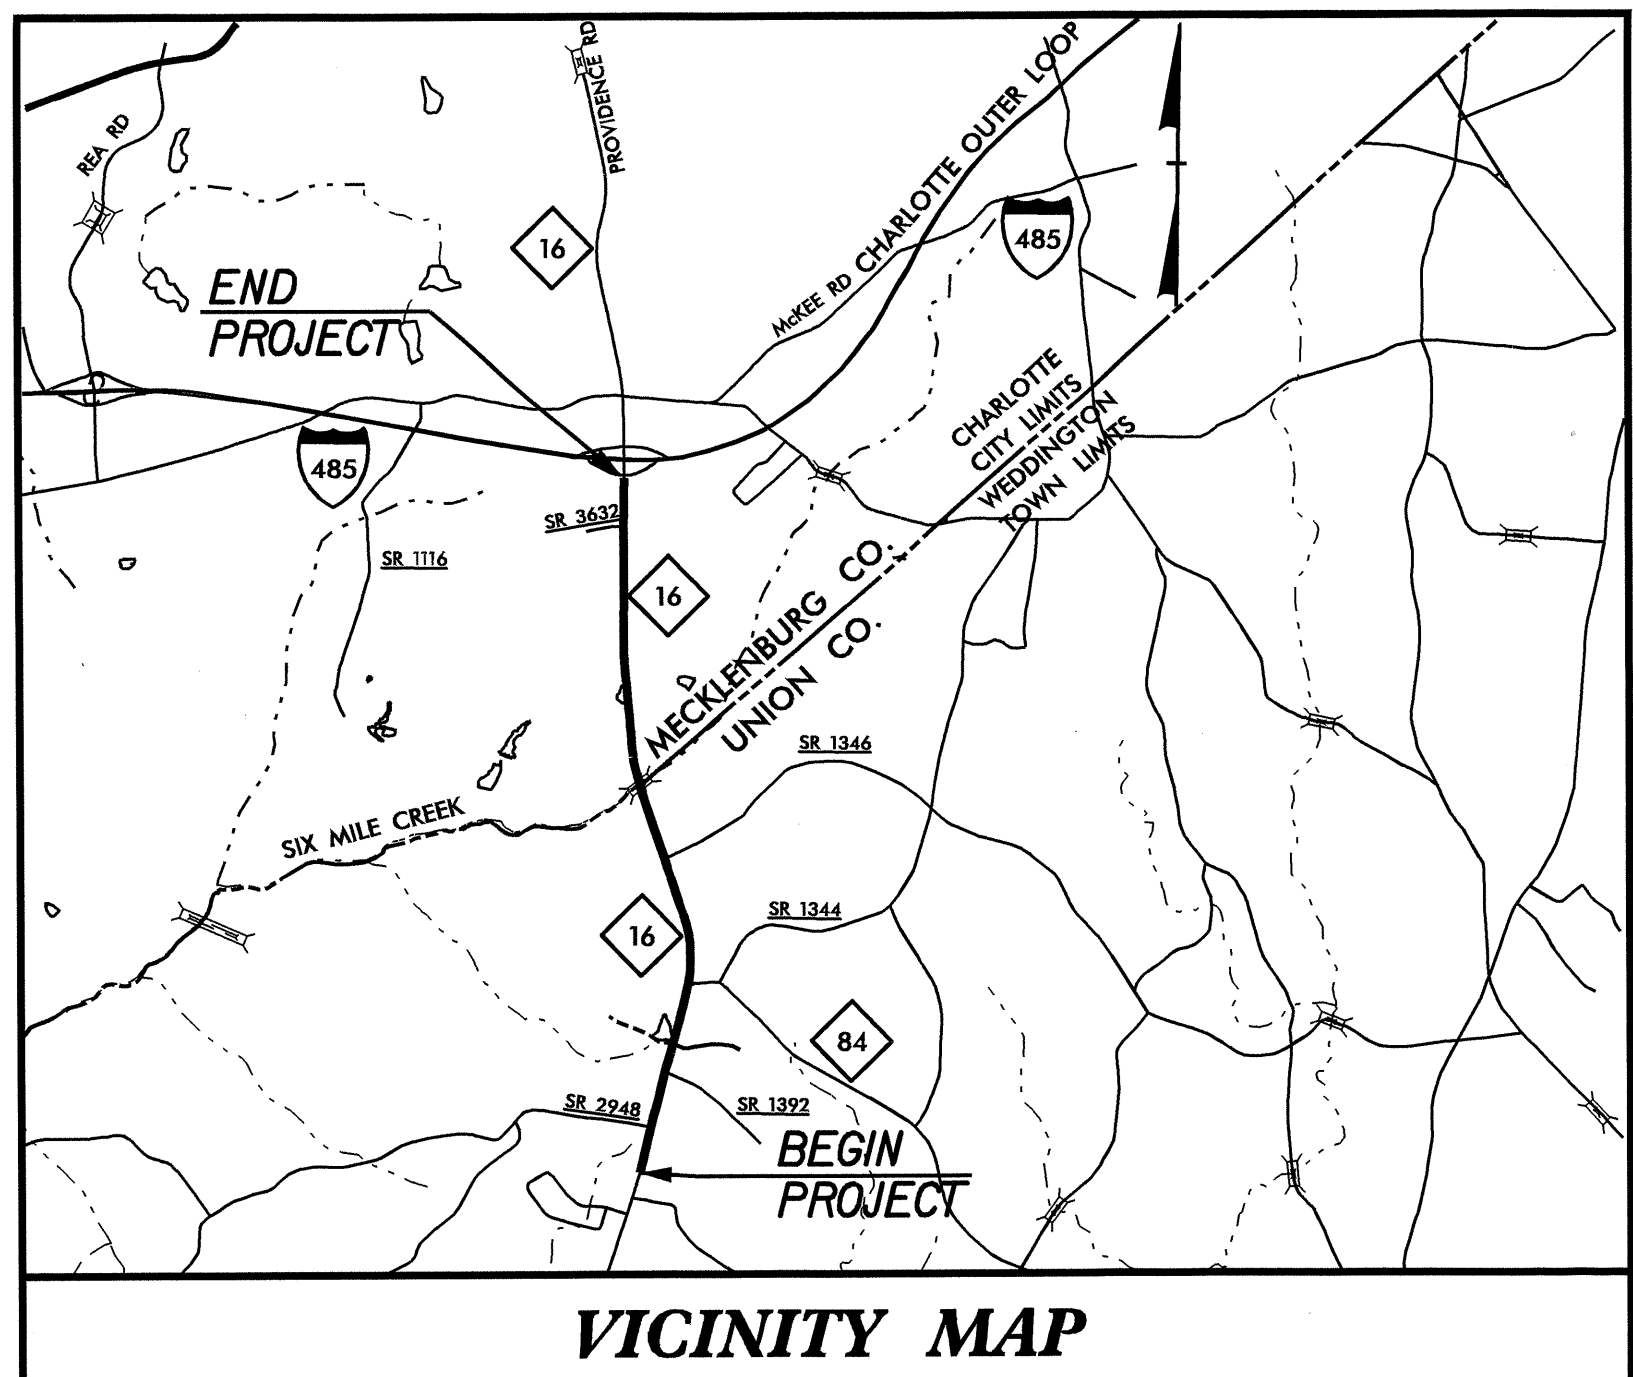 PROVIDENCE RD
REA RD
CHARLOTTE OUTER LOOP
McKEE RD
16
485
END
PROJECT
CHARLOTTE
CITY LIMITS
WEDDINGTON
TOWN LIMITS
485
SR 3632
SR 1116
16
MECKLENBURG CO.
UNION CO.
SR 1346
SIX MILE CREEK
SR 1344
16
84
SR 2948
SR 1392
BEGIN
PROJECT
VICINITY MAP